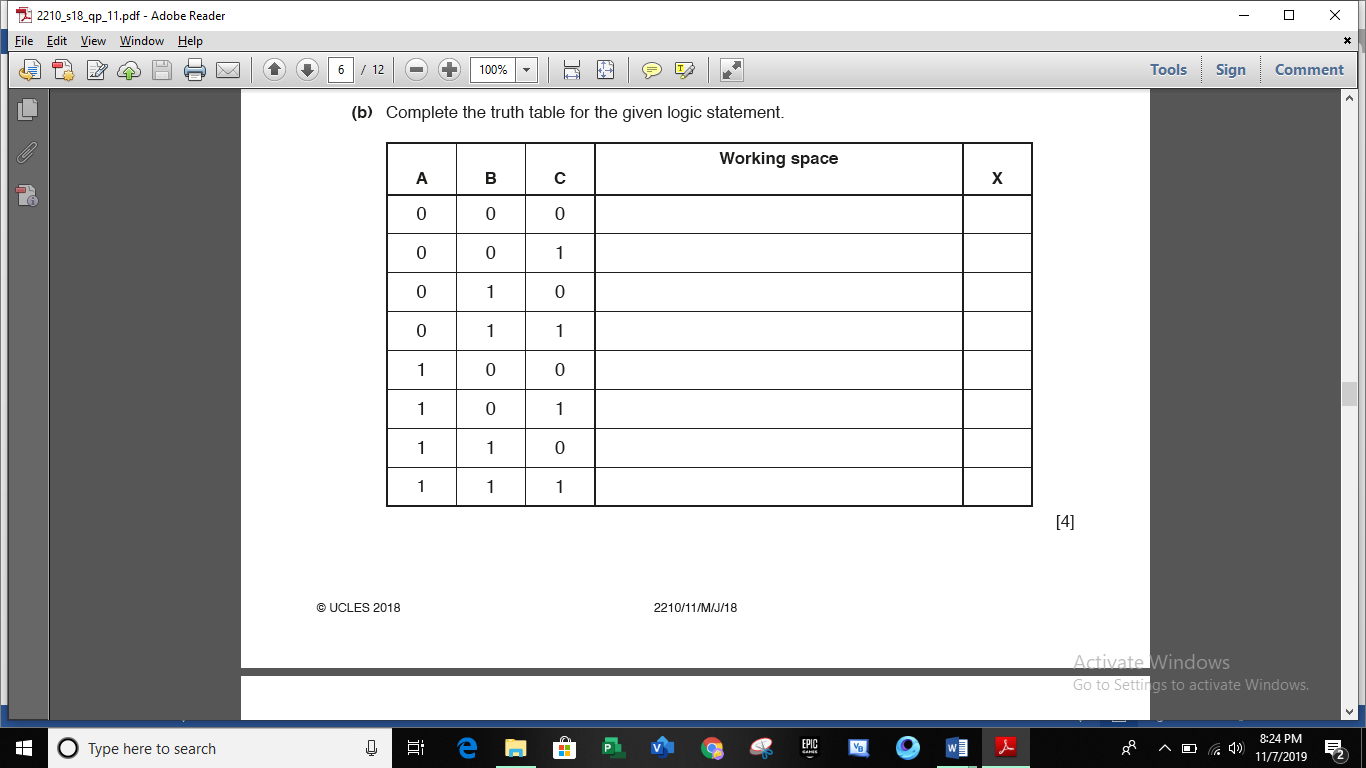 2210_s18_qp_11.pdf - Adobe Reader
File Edit View Window Help
6 / 12 100% Tools Sign Comment
(b) Complete the truth table for the given logic statement.
A B C Working space X
0 0 0
0 0 1
0 1 0
0 1 1
1 0 0
1 0 1
1 1 0
1 1 1
[4]
© UCLES 2018 2210/11/M/J/18
Activate Windows
Go to Settings to activate Windows.
Type here to search
8:24 PM
11/7/2019
2